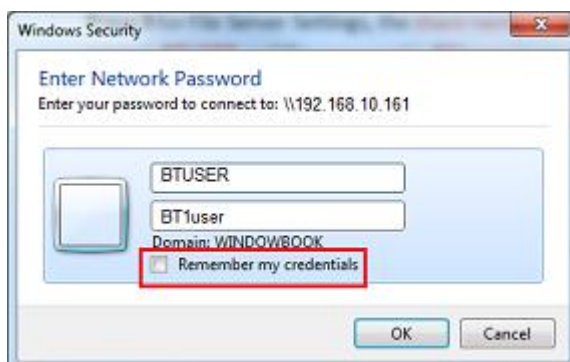 Windows Security
Enter Network Password
Enter your password to connect to: \\192.168.10.161
BTUSER
BT1user
Domain: WINDOWBOOK
Remember my credentials
OK
Cancel